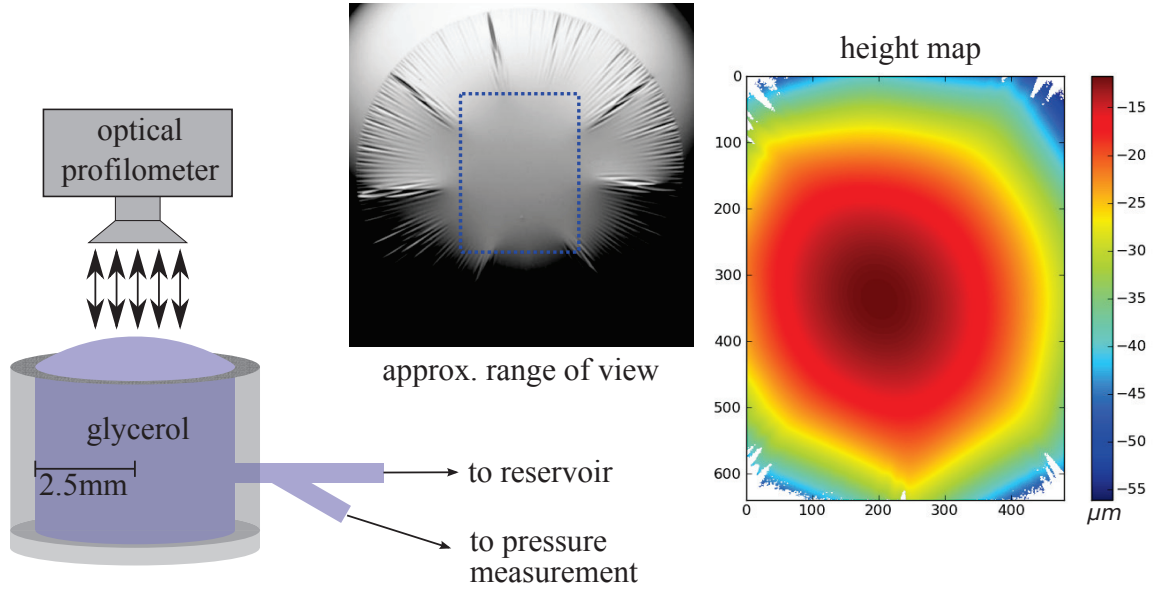 optical
profilometer
glycerol
2.5mm
to reservoir
to pressure
measurement
approx. range of view
height map
0
100
200
300
400
500
600
0
100
200
300
400
−15
−20
−25
−30
−35
−40
−45
−50
−55
μm